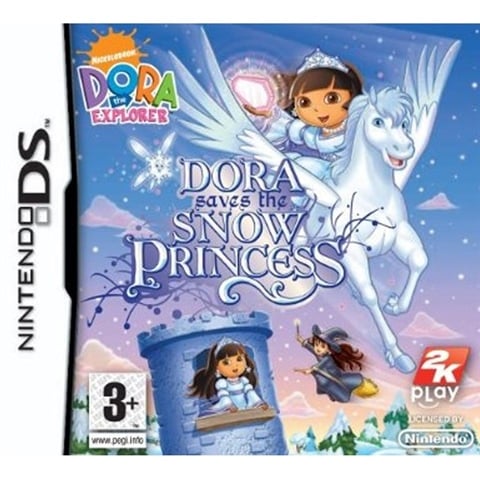 NINTENDO DS™
NICKELODEON
DORA
the
EXPLORER
DORA
saves the
SNOW
PRINCESS
3+
www.pegi.info
2K
PLAY
LICENSED BY
Nintendo